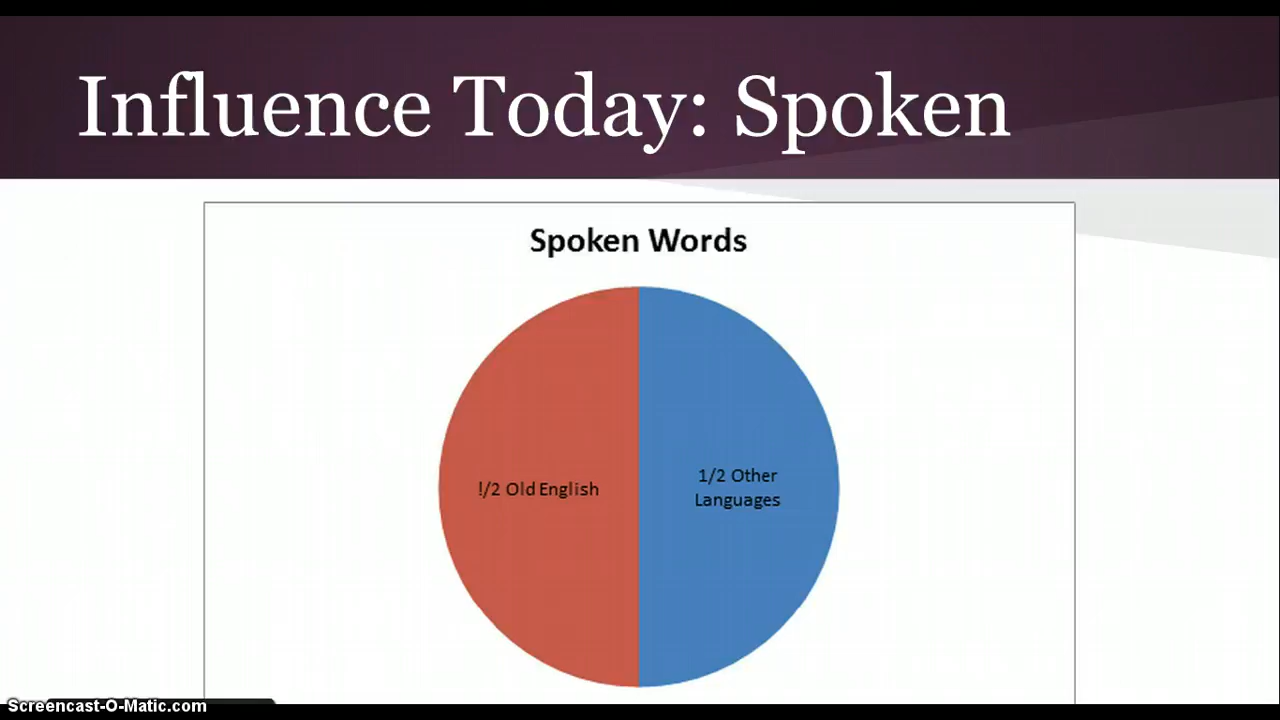 Influence Today: Spoken
Spoken Words
!/2 Old English
1/2 Other
Languages
Screencast-O-Matic.com